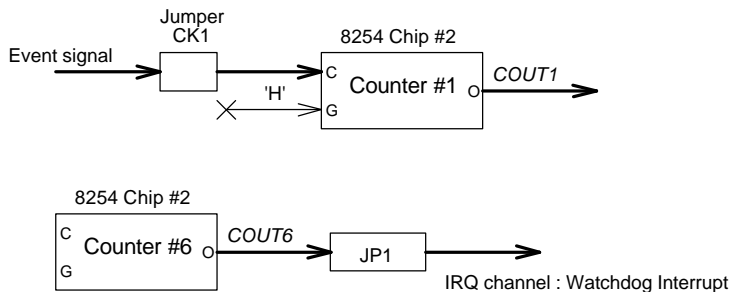 Jumper
CK1
8254 Chip #2
Event signal
C
Counter #1
O
COUT1
'H'
G
8254 Chip #2
C
Counter #6
O
COUT6
G
JP1
IRQ channel : Watchdog Interrupt